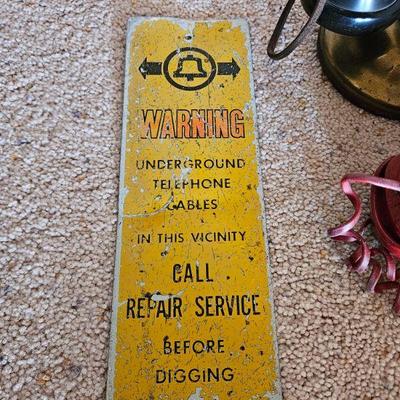 WARNING
UNDERGROUND
TELEPHONE
CABLES
IN THIS VICINITY
CALL
REPAIR SERVICE
BEFORE
DIGGING